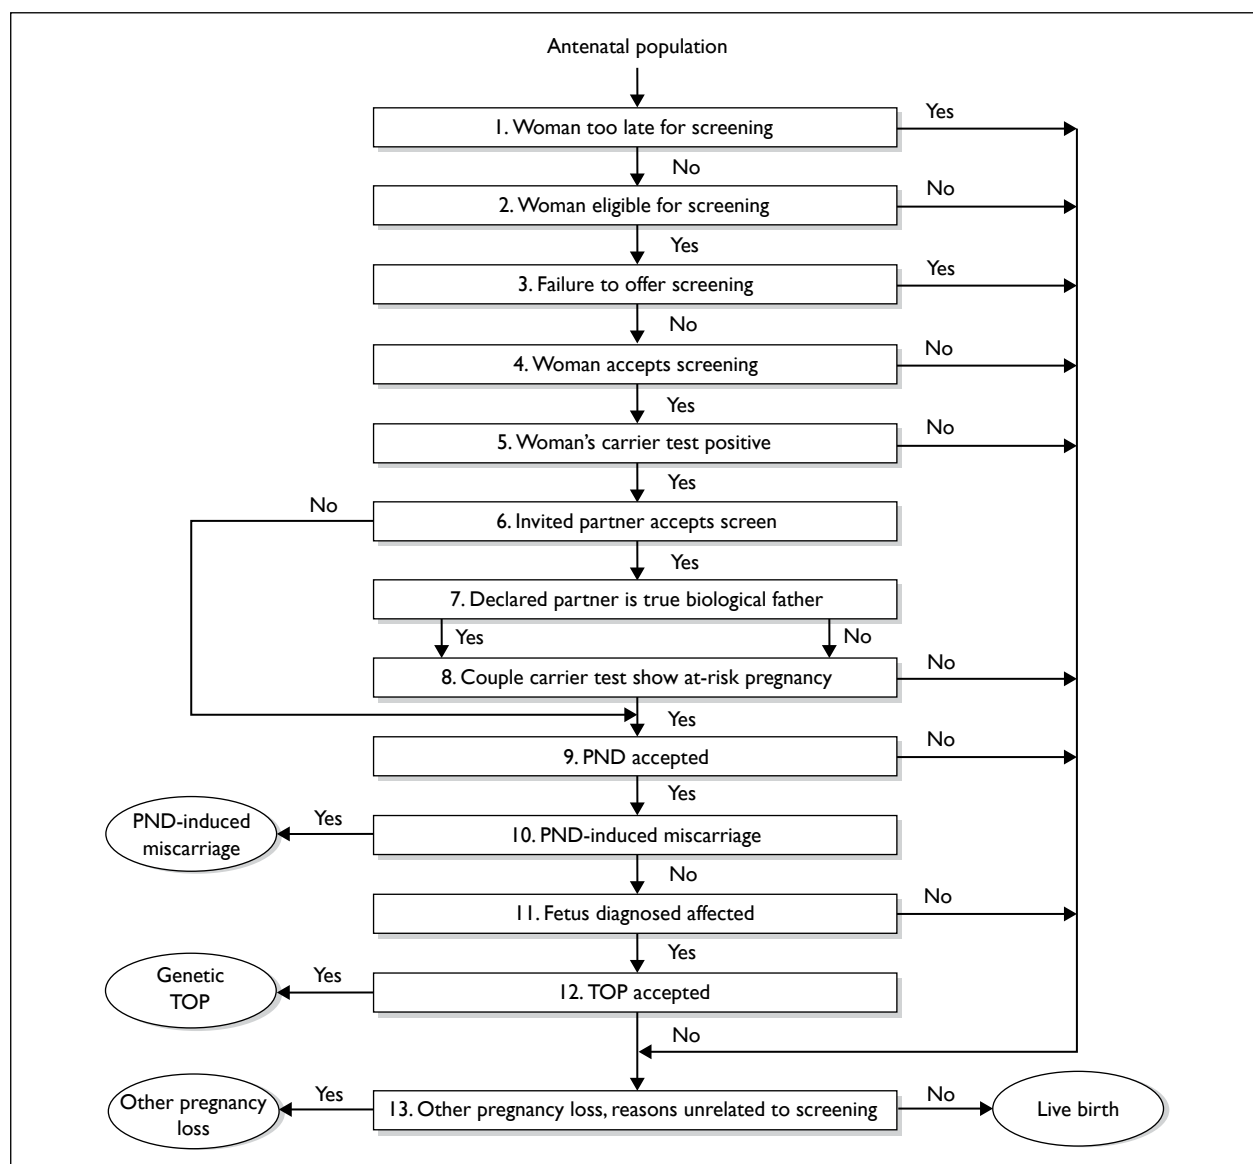 Antenatal population
1. Woman too late for screening
Yes
No
2. Woman eligible for screening
No
Yes
3. Failure to offer screening
Yes
No
4. Woman accepts screening
No
Yes
5. Woman's carrier test positive
No
Yes
No
6. Invited partner accepts screen
Yes
7. Declared partner is true biological father
Yes
No
8. Couple carrier test show at-risk pregnancy
No
Yes
9. PND accepted
No
Yes
PND-induced
miscarriage
Yes
10. PND-induced miscarriage
No
11. Fetus diagnosed affected
No
Yes
Genetic
TOP
Yes
12. TOP accepted
No
Other pregnancy
loss
Yes
13. Other pregnancy loss, reasons unrelated to screening
No
Live birth